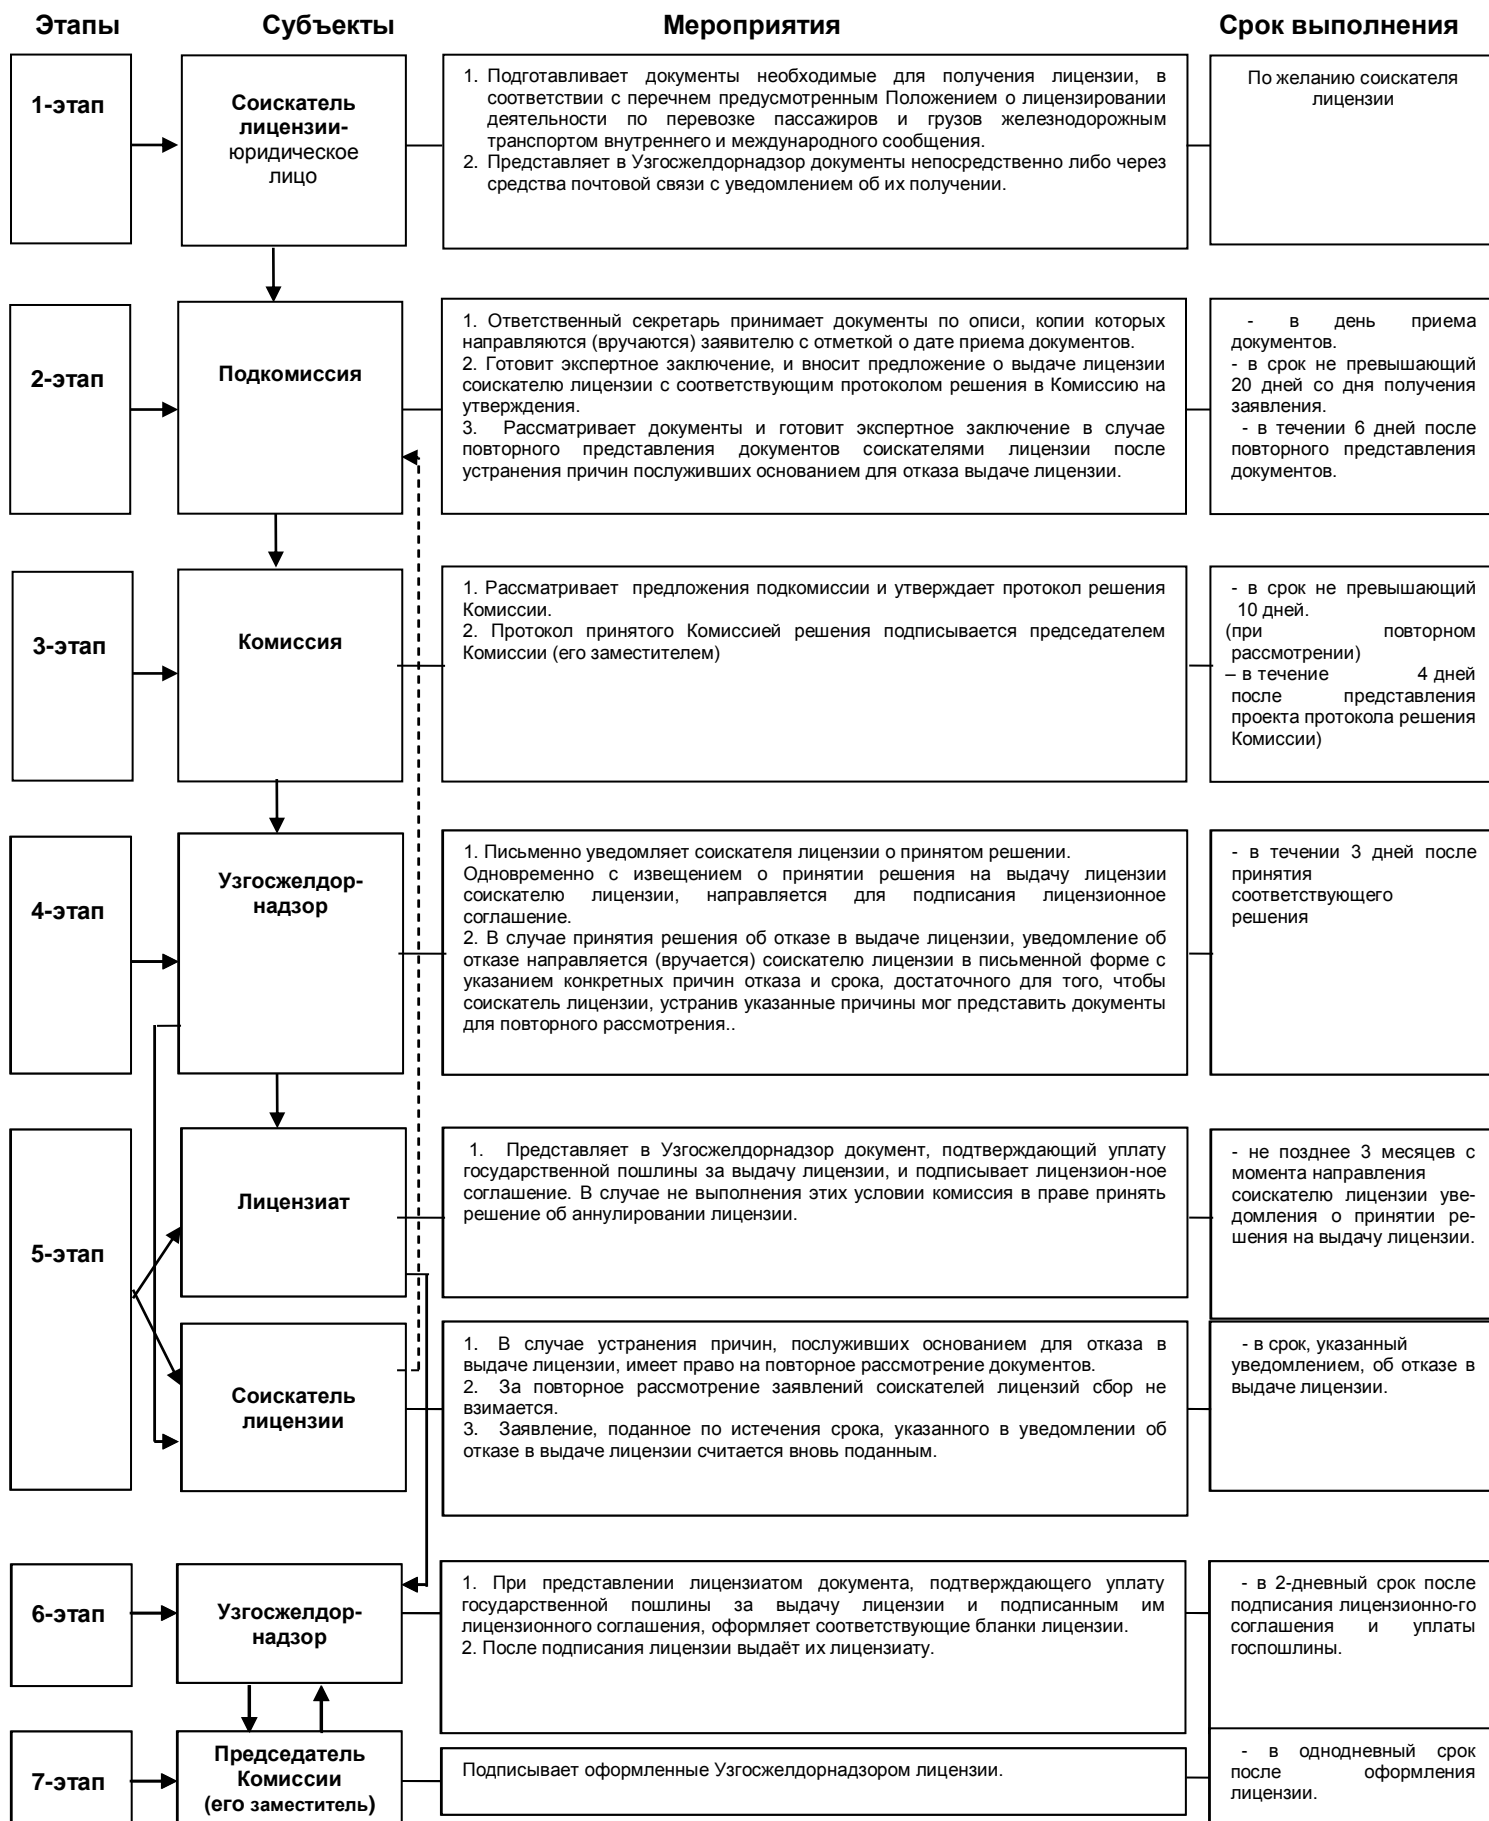 Этапы Субъекты Мероприятия Срок выполнения
1-этап
Соискатель
лицензии-
юридическое
лицо
1. Подготавливает документы необходимые для получения лицензии, в
соответствии с перечнем предусмотренным Положением о лицензировании
деятельности по перевозке пассажиров и грузов железнодорожным
транспортом внутреннего и международного сообщения.
2. Представляет в Узгосжелдорнадзор документы непосредственно либо через
средства почтовой связи с уведомлением об их получении.
По желанию соискателя
лицензии
2-этап
Подкомиссия
1. Ответственный секретарь принимает документы по описи, копии которых
направляются (вручаются) заявителю с отметкой о дате приема документов.
2. Готовит экспертное заключение, и вносит предложение о выдаче лицензии
соискателю лицензии с соответствующим протоколом решения в Комиссию на
утверждения.
3. Рассматривает документы и готовит экспертное заключение в случае
повторного представления документов соискателями лицензии после
устранения причин послуживших основанием для отказа выдаче лицензии.
- в день приема
документов.
- в срок не превышающий
20 дней со дня получения
заявления.
- в течении 6 дней после
повторного представления
документов.
3-этап
Комиссия
1. Рассматривает предложения подкомиссии и утверждает протокол решения
Комиссии.
2. Протокол принятого Комиссией решения подписывается председателем
Комиссии (его заместителем)
- в срок не превышающий
10 дней.
(при повторном
рассмотрении)
– в течение 4 дней
после представления
проекта протокола решения
Комиссии)
4-этап
Узгосжелдор-
надзор
1. Письменно уведомляет соискателя лицензии о принятом решении.
Одновременно с извещением о принятии решения на выдачу лицензии
соискателю лицензии, направляется для подписания лицензионное
соглашение.
2. В случае принятия решения об отказе в выдаче лицензии, уведомление об
отказе направляется (вручается) соискателю лицензии в письменной форме с
указанием конкретных причин отказа и срока, достаточного для того, чтобы
соискатель лицензии, устранив указанные причины мог представить документы
для повторного рассмотрения..
- в течении 3 дней после
принятия
соответствующего
решения
5-этап
Лицензиат
1. Представляет в Узгосжелдорнадзор документ, подтверждающий уплату
государственной пошлины за выдачу лицензии, и подписывает лицензион-ное
соглашение. В случае не выполнения этих условии комиссия в праве принять
решение об аннулировании лицензии.
- не позднее 3 месяцев с
момента направления
соискателю лицензии уве-
домления о принятии ре-
шения на выдачу лицензии.
Соискатель
лицензии
1. В случае устранения причин, послуживших основанием для отказа в
выдаче лицензии, имеет право на повторное рассмотрение документов.
2. За повторное рассмотрение заявлений соискателей лицензий сбор не
взимается.
3. Заявление, поданное по истечения срока, указанного в уведомлении об
отказе в выдаче лицензии считается вновь поданным.
- в срок, указанный
уведомлением, об отказе в
выдаче лицензии.
6-этап
Узгосжелдор-
надзор
1. При представлении лицензиатом документа, подтверждающего уплату
государственной пошлины за выдачу лицензии и подписанным им
лицензионного соглашения, оформляет соответствующие бланки лицензии.
2. После подписания лицензии выдаёт их лицензиату.
- в 2-дневный срок после
подписания лицензионно-го
соглашения и уплаты
госпошлины.
7-этап
Председатель
Комиссии
(его заместитель)
Подписывает оформленные Узгосжелдорнадзором лицензии.
- в однодневный срок
после оформления
лицензии.